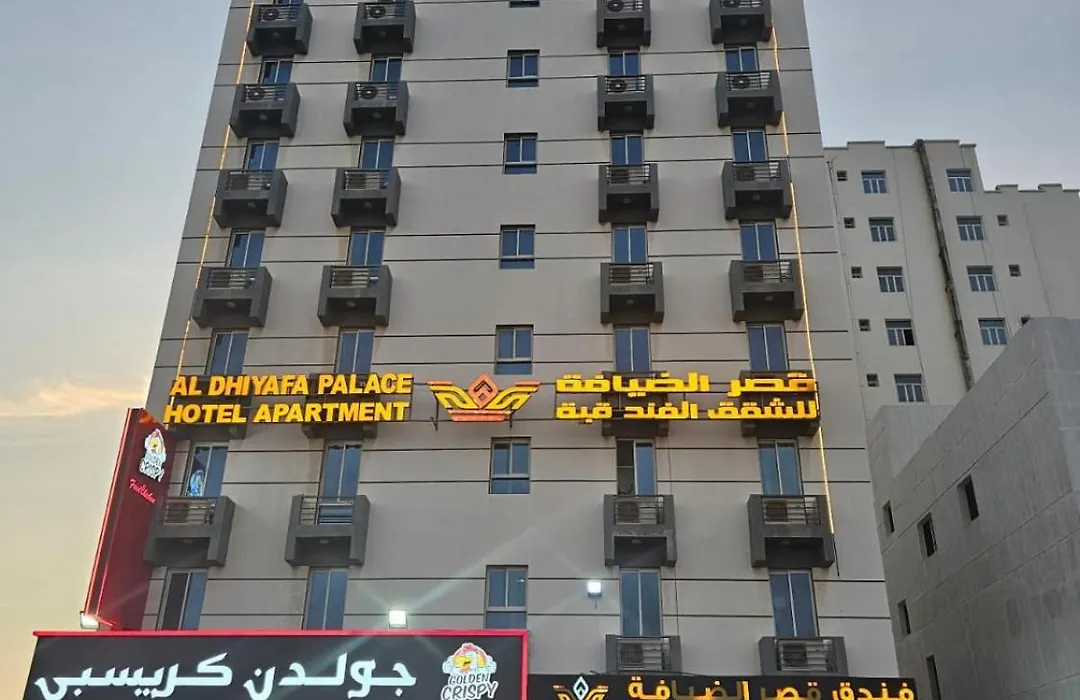 AL DHIYAFA PALACE
HOTEL APARTMENT
قصر الضيافة
للشقق الفندقية
GOLDEN
CRISPY
جولدن كريسبي
GOLDEN
CRISPY
فندق قصر الضيافة